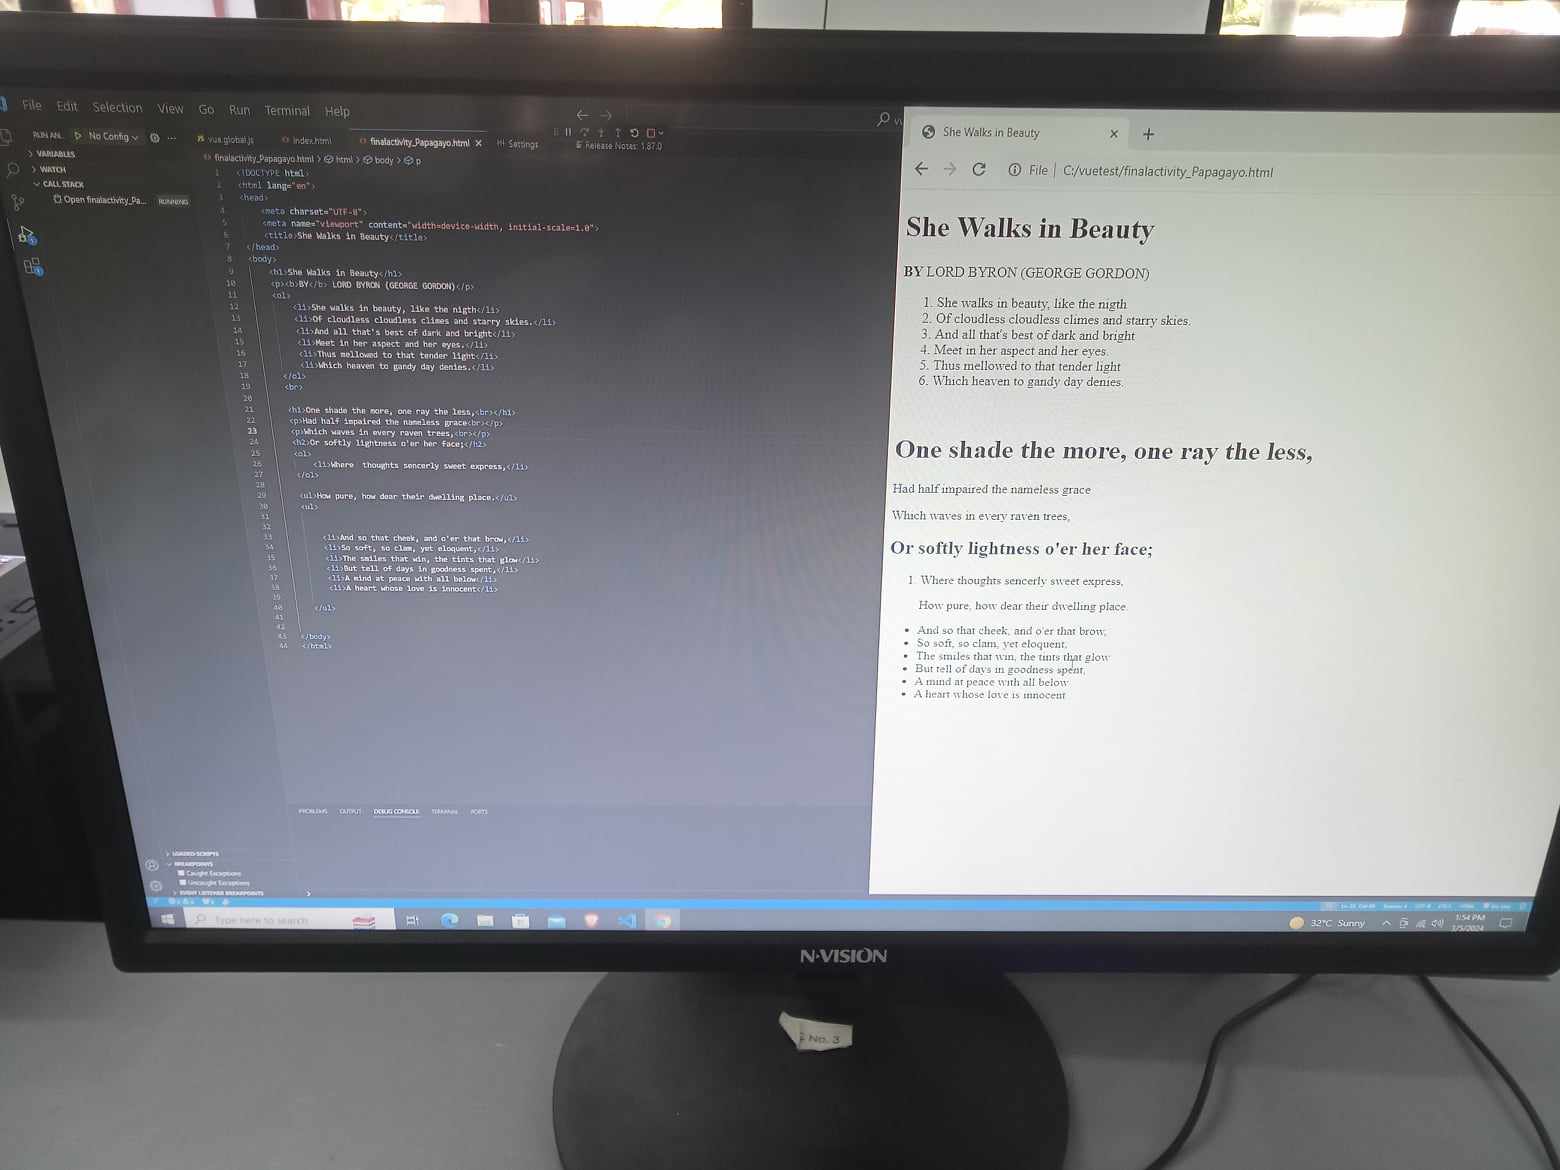 File Edit Selection View Go Run Terminal Help
RUN AN... No Config
VARIABLES
WATCH
CALL STACK
Open finalactivity_Pa... RUNNING
vua.global.js index.html finalactivity_Papagayo.html Settings
Release Notes: 1.87.0
finalactivity_Papagayo.html > html > body > p
1 <!DOCTYPE html>
2 <html lang="en">
3 <head>
4 <meta charset="UTF-8">
5 <meta name="viewport" content="width=device-width, initial-scale=1.0">
6 <title>She Walks in Beauty</title>
7 </head>
8 <body>
9 <h1>She Walks in Beauty</h1>
10 <p><b>BY</b> LORD BYRON (GEORGE GORDON)</p>
11 <ol>
12 <li>She walks in beauty, like the nigth</li>
13 <li>Of cloudless cloudless climes and starry skies.</li>
14 <li>And all that's best of dark and bright</li>
15 <li>Meet in her aspect and her eyes.</li>
16 <li>Thus mellowed to that tender light</li>
17 <li>Which heaven to gandy day denies.</li>
18 </ol>
19 <br>
20
21 <h1>One shade the more, one ray the less,<br></h1>
22 <p>Had half impaired the nameless grace<br></p>
23 <p>Which waves in every raven trees,<br></p>
24 <h2>Or softly lightness o'er her face;</h2>
25 <ol>
26 <li>Where thoughts sencerly sweet express,</li>
27 </ol>
28
29 <ul>How pure, how dear their dwelling place.</ul>
30 <ul>
31
32
33 <li>And so that cheek, and o'er that brow,</li>
34 <li>So soft, so clam, yet eloquent,</li>
35 <li>The smiles that win, the tints that glow</li>
36 <li>But tell of days in goodness spent,</li>
37 <li>A mind at peace with all below</li>
38 <li>A heart whose love is innocent</li>
39
40 </ul>
41
42
43 </body>
44 </html>
PROBLEMS OUTPUT DEBUG CONSOLE TERMINAL PORTS
LOADED SCRIPTS
BREAKPOINTS
Caught Exceptions
Uncaught Exceptions
EVENT LISTENER BREAKPOINTS
She Walks in Beauty
File C:/vuetest/finalactivity_Papagayo.html
She Walks in Beauty
BY LORD BYRON (GEORGE GORDON)
1. She walks in beauty, like the nigth
2. Of cloudless cloudless climes and starry skies.
3. And all that's best of dark and bright
4. Meet in her aspect and her eyes.
5. Thus mellowed to that tender light
6. Which heaven to gandy day denies.
One shade the more, one ray the less,
Had half impaired the nameless grace
Which waves in every raven trees,
Or softly lightness o'er her face;
1. Where thoughts sencerly sweet express,
How pure, how dear their dwelling place.
And so that cheek, and o'er that brow,
So soft, so clam, yet eloquent,
The smiles that win, the tints that glow
But tell of days in goodness spent,
A mind at peace with all below
A heart whose love is innocent
Type here to search
32°C Sunny
1:54 PM
3/5/2024
N-VISION
No. 3